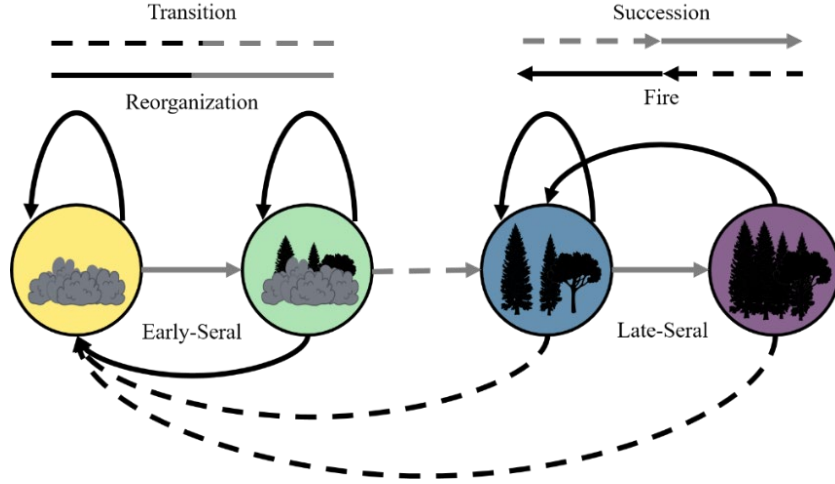 Transition
Succession
Reorganization
Fire
Early-Seral
Late-Seral